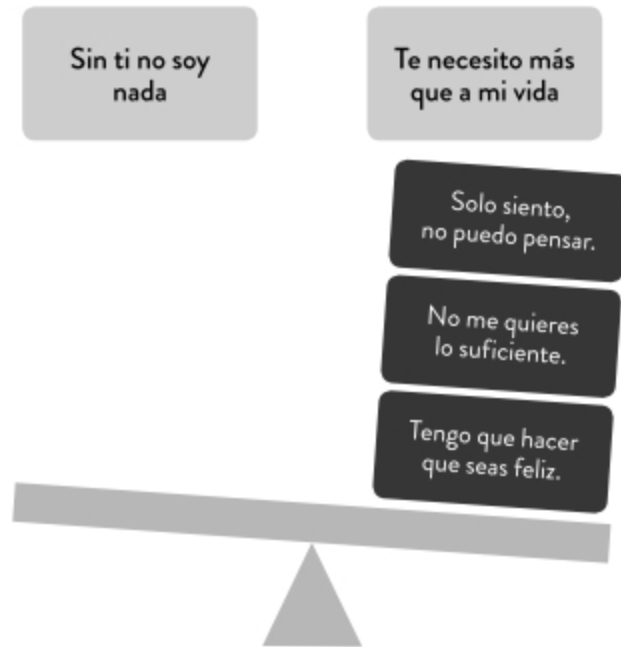 Sin ti no soy
nada
Te necesito más
que a mi vida
Solo siento,
no puedo pensar.
No me quieres
lo suficiente.
Tengo que hacer
que seas feliz.